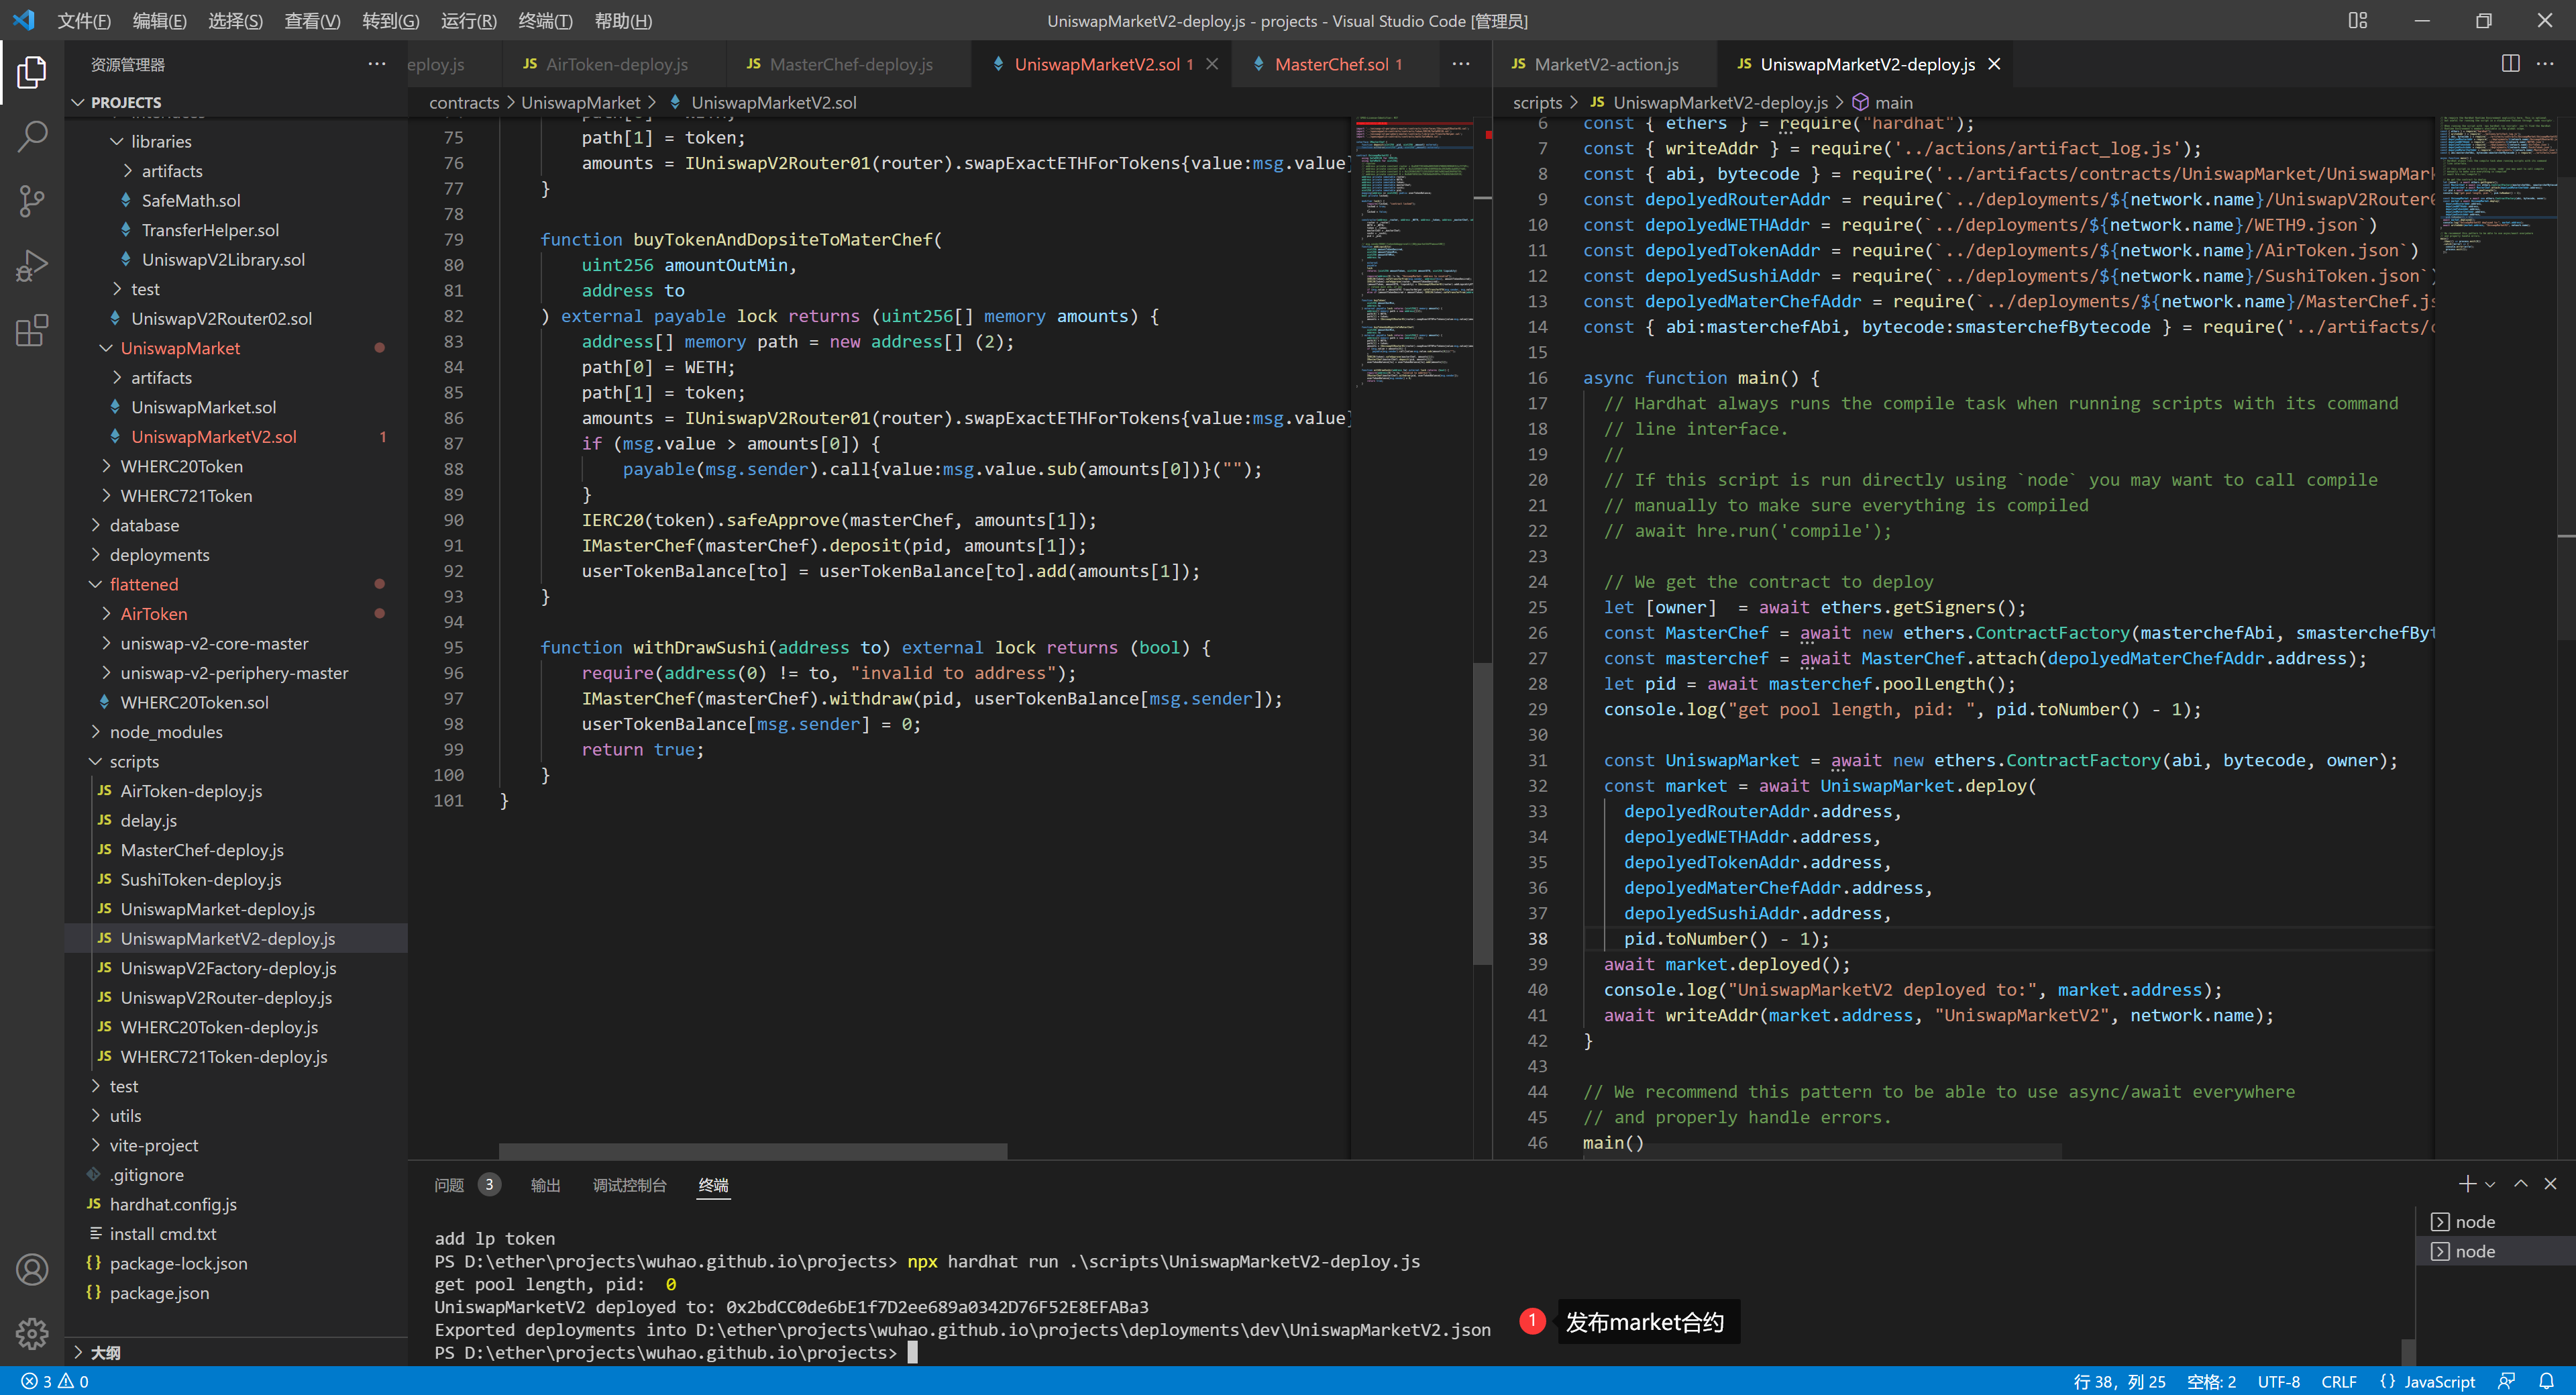 文件(F) 编辑(E) 选择(S) 查看(V) 转到(G) 运行(R) 终端(T) 帮助(H)
UniswapMarketV2-deploy.js - projects - Visual Studio Code [管理员]
资源管理器
PROJECTS
libraries
artifacts
SafeMath.sol
TransferHelper.sol
UniswapV2Library.sol
test
UniswapV2Router02.sol
UniswapMarket
artifacts
UniswapMarket.sol
UniswapMarketV2.sol 1
WHERC20Token
WHERC721Token
database
deployments
flattened
AirToken
uniswap-v2-core-master
uniswap-v2-periphery-master
WHERC20Token.sol
node_modules
scripts
JS AirToken-deploy.js
JS delay.js
JS MasterChef-deploy.js
JS SushiToken-deploy.js
JS UniswapMarket-deploy.js
JS UniswapMarketV2-deploy.js
JS UniswapV2Factory-deploy.js
JS UniswapV2Router-deploy.js
JS WHERC20Token-deploy.js
JS WHERC721Token-deploy.js
test
utils
vite-project
.gitignore
JS hardhat.config.js
install cmd.txt
{} package-lock.json
{} package.json
大纲
eploy.js JS AirToken-deploy.js JS MasterChef-deploy.js UniswapMarketV2.sol 1 MasterChef.sol 1
contracts > UniswapMarket > UniswapMarketV2.sol
75 path[1] = token;
76 amounts = IUniswapV2Router01(router).swapExactETHForTokens{value:msg.value}
77 }
78
79 function buyTokenAndDopsiteToMaterChef(
80 uint256 amountOutMin,
81 address to
82 ) external payable lock returns (uint256[] memory amounts) {
83 address[] memory path = new address[] (2);
84 path[0] = WETH;
85 path[1] = token;
86 amounts = IUniswapV2Router01(router).swapExactETHForTokens{value:msg.value}
87 if (msg.value > amounts[0]) {
88 payable(msg.sender).call{value:msg.value.sub(amounts[0])}("");
89 }
90 IERC20(token).safeApprove(masterChef, amounts[1]);
91 IMasterChef(masterChef).deposit(pid, amounts[1]);
92 userTokenBalance[to] = userTokenBalance[to].add(amounts[1]);
93 }
94
95 function withDrawSushi(address to) external lock returns (bool) {
96 require(address(0) != to, "invalid to address");
97 IMasterChef(masterChef).withdraw(pid, userTokenBalance[msg.sender]);
98 userTokenBalance[msg.sender] = 0;
99 return true;
100 }
101 }
JS MarketV2-action.js JS UniswapMarketV2-deploy.js
scripts > JS UniswapMarketV2-deploy.js > main
6 const { ethers } = require("hardhat");
7 const { writeAddr } = require('../actions/artifact_log.js');
8 const { abi, bytecode } = require('../artifacts/contracts/UniswapMarket/UniswapMar
9 const depolyedRouterAddr = require(`../deployments/${network.name}/UniswapV2Router
10 const depolyedWETHAddr = require(`../deployments/${network.name}/WETH9.json`)
11 const depolyedTokenAddr = require(`../deployments/${network.name}/AirToken.json`)
12 const depolyedSushiAddr = require(`../deployments/${network.name}/SushiToken.json`)
13 const depolyedMaterChefAddr = require(`../deployments/${network.name}/MasterChef.js
14 const { abi:masterchefAbi, bytecode:smasterchefBytecode } = require('../artifacts/c
15
16 async function main() {
17 // Hardhat always runs the compile task when running scripts with its command
18 // line interface.
19 //
20 // If this script is run directly using `node` you may want to call compile
21 // manually to make sure everything is compiled
22 // await hre.run('compile');
23
24 // We get the contract to deploy
25 let [owner]  = await ethers.getSigners();
26 const MasterChef = await new ethers.ContractFactory(masterchefAbi, smasterchefByt
27 const masterchef = await MasterChef.attach(depolyedMaterChefAddr.address);
28 let pid = await masterchef.poolLength();
29 console.log("get pool length, pid: ", pid.toNumber() - 1);
30
31 const UniswapMarket = await new ethers.ContractFactory(abi, bytecode, owner);
32 const market = await UniswapMarket.deploy(
33 depolyedRouterAddr.address,
34 depolyedWETHAddr.address,
35 depolyedTokenAddr.address,
36 depolyedMaterChefAddr.address,
37 depolyedSushiAddr.address,
38 pid.toNumber() - 1);
39 await market.deployed();
40 console.log("UniswapMarketV2 deployed to:", market.address);
41 await writeAddr(market.address, "UniswapMarketV2", network.name);
42 }
43
44 // We recommend this pattern to be able to use async/await everywhere
45 // and properly handle errors.
46 main()
问题 3 输出 调试控制台 终端
add lp token
PS D:\ether\projects\wuhao.github.io\projects> npx hardhat run .\scripts\UniswapMarketV2-deploy.js
get pool length, pid:  0
UniswapMarketV2 deployed to: 0x2bdCC0de6bE1f7D2ee689a0342D76F52E8EFABa3
Exported deployments into D:\ether\projects\wuhao.github.io\projects\deployments\dev\UniswapMarketV2.json
PS D:\ether\projects\wuhao.github.io\projects>
1 发布market合约
node
node
3 0
行 38，列 25 空格: 2 UTF-8 CRLF {} JavaScript